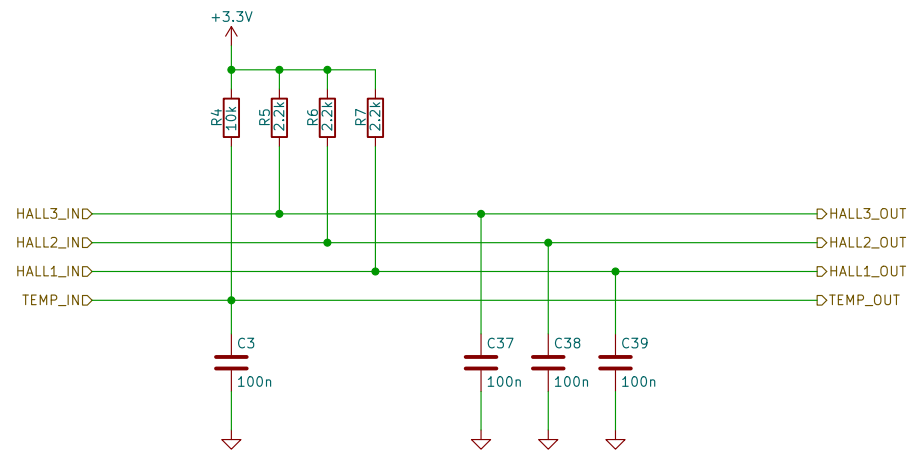 +3.3V
R4
10k
R5
2.2k
R6
2.2k
R7
2.2k
HALL3_IN
HALL3_OUT
HALL2_IN
HALL2_OUT
HALL1_IN
HALL1_OUT
TEMP_IN
TEMP_OUT
C3
100n
C37
100n
C38
100n
C39
100n